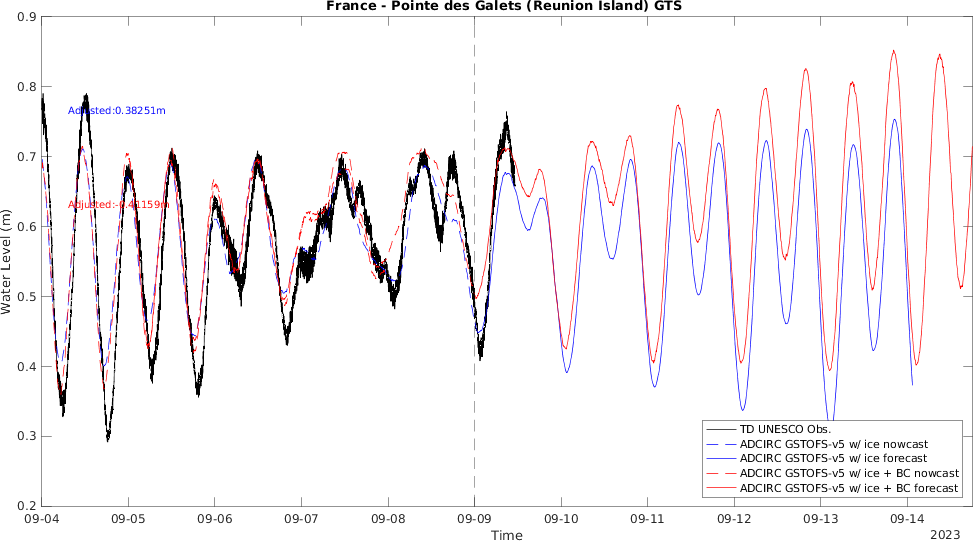 France - Pointe des Galets (Reunion Island) GTS
0.9
0.8
0.7
0.6
0.5
0.4
0.3
0.2
Water Level (m)
Adjusted:0.38251m
Adjusted:-0.41159m
TD UNESCO Obs.
ADCIRC GSTOFS-v5 w/ ice nowcast
ADCIRC GSTOFS-v5 w/ ice forecast
ADCIRC GSTOFS-v5 w/ ice + BC nowcast
ADCIRC GSTOFS-v5 w/ ice + BC forecast
09-04 09-05 09-06 09-07 09-08 09-09 09-10 09-11 09-12 09-13 09-14
Time
2023